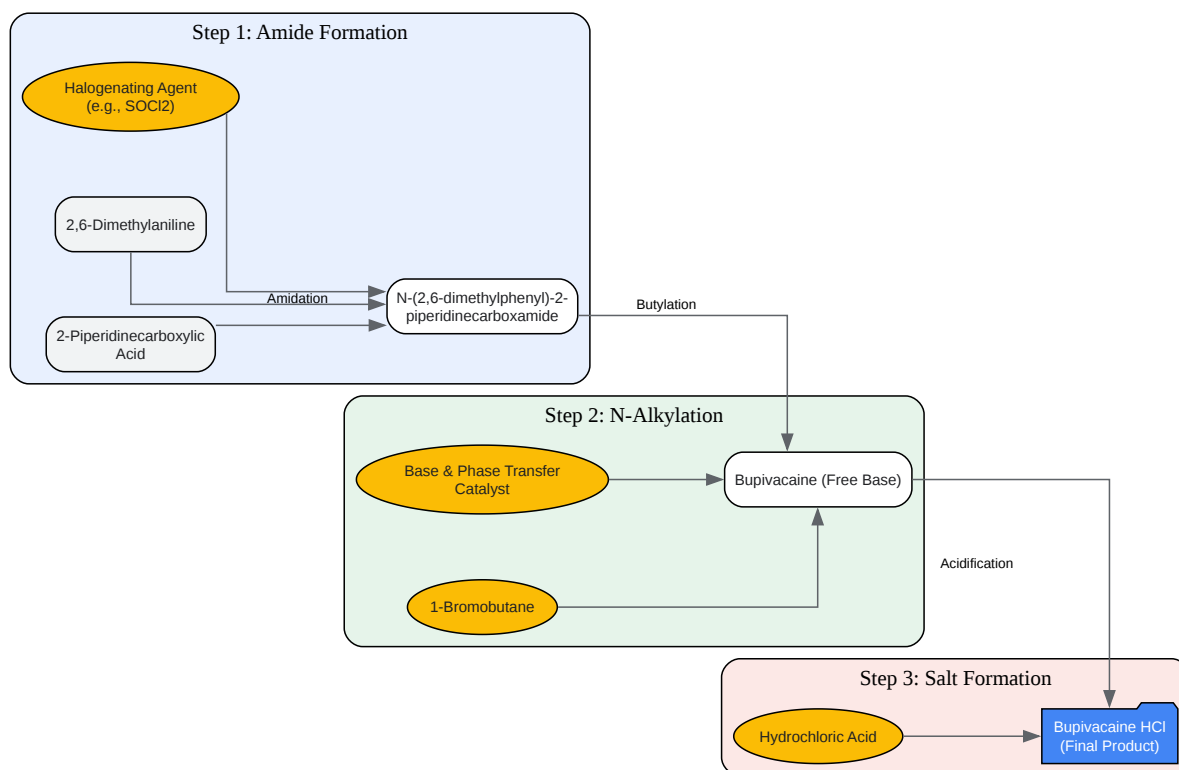 Step 1: Amide Formation
Halogenating Agent
(e.g., SOCl2)
2,6-Dimethylaniline
Amidation
N-(2,6-dimethylphenyl)-2-
piperidinecarboxamide
2-Piperidinecarboxylic
Acid
Butylation
Step 2: N-Alkylation
Base & Phase Transfer
Catalyst
Bupivacaine (Free Base)
1-Bromobutane
Acidification
Step 3: Salt Formation
Hydrochloric Acid
Bupivacaine HCl
(Final Product)